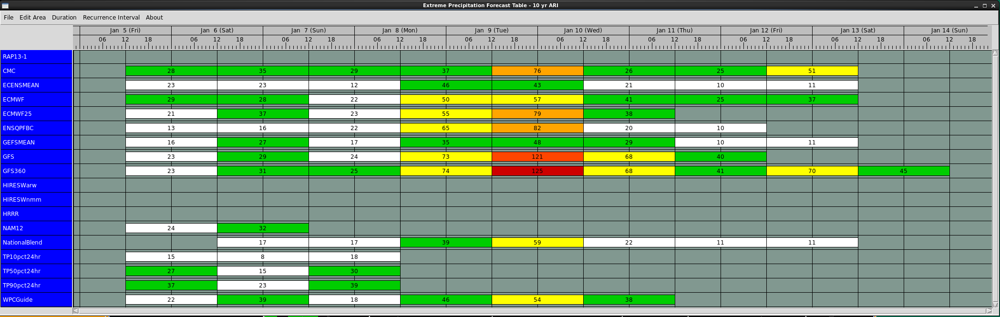 Extreme Precipitation Forecast Table - 10 yr ARI
File Edit Area Duration Recurrence Interval About
Jan 5 (Fri) Jan 6 (Sat) Jan 7 (Sun) Jan 8 (Mon) Jan 9 (Tue) Jan 10 (Wed) Jan 11 (Thu) Jan 12 (Fri) Jan 13 (Sat) Jan 14 (Sun)
06 12 18 06 12 18 06 12 18 06 12 18 06 12 18 06 12 18 06 12 18 06 12 18 06 12 18 06 12 18
RAP13-1
CMC 28 35 29 37 76 26 25 51
ECENSMEAN 23 23 12 46 43 21 10 11
ECMWF 29 28 22 50 57 41 25 37
ECMWF25 21 37 23 55 79 38
ENSQPFBC 13 16 22 65 82 20 10
GEFSMEAN 16 27 17 35 48 29 10 11
GFS 23 29 24 73 121 68 40
GFS360 23 31 25 74 125 68 41 70 45
HIRESWarw
HIRESWnmm
HRRR
NAM12 24 32
NationalBlend 17 17 39 59 22 11 11
TP10pct24hr 15 8 18
TP50pct24hr 27 15 30
TP90pct24hr 37 23 39
WPCGuide 22 39 18 46 54 38